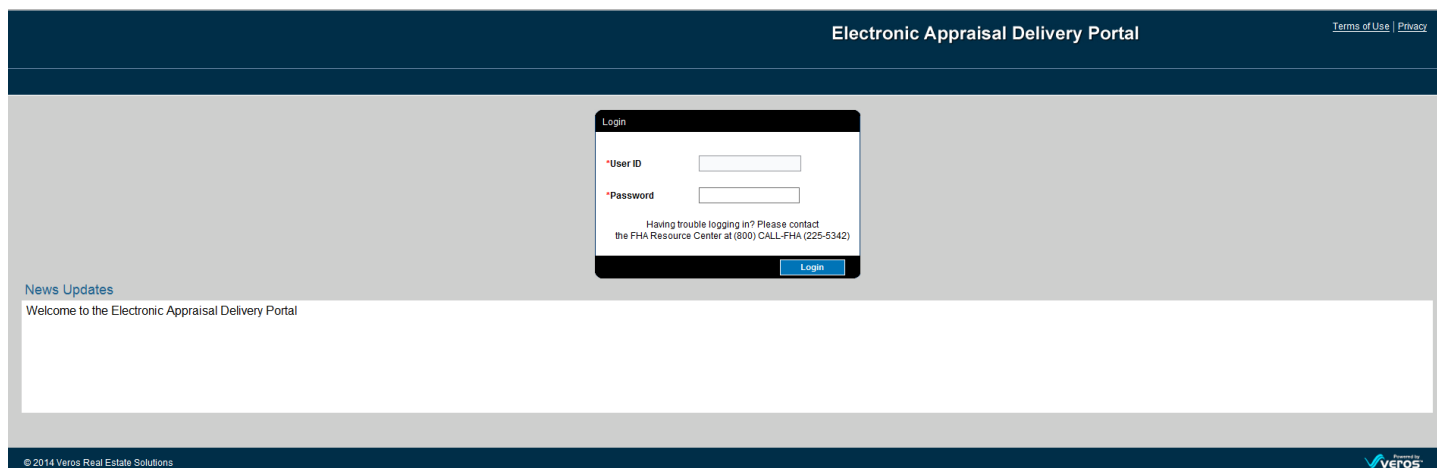 Electronic Appraisal Delivery Portal
Terms of Use | Privacy
Login
*User ID
*Password
Having trouble logging in? Please contact
the FHA Resource Center at (800) CALL-FHA (225-5342)
Login
News Updates
Welcome to the Electronic Appraisal Delivery Portal
© 2014 Veros Real Estate Solutions
Powered by
veros